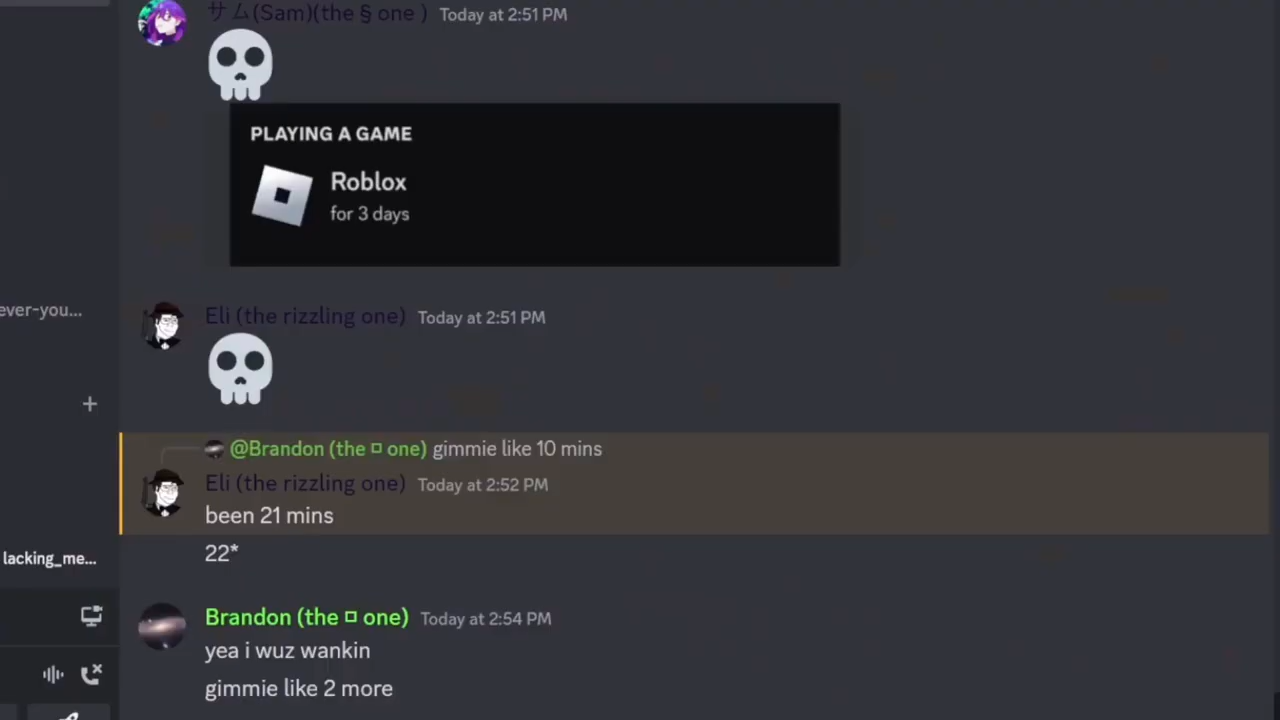 サム(Sam)(the § one ) Today at 2:51 PM
PLAYING A GAME
Roblox
for 3 days
ever-you...
Eli (the rizzling one) Today at 2:51 PM
@Brandon (the ¤ one) gimmie like 10 mins
Eli (the rizzling one) Today at 2:52 PM
been 21 mins
22*
lacking_me...
Brandon (the ¤ one) Today at 2:54 PM
yea i wuz wankin
gimmie like 2 more